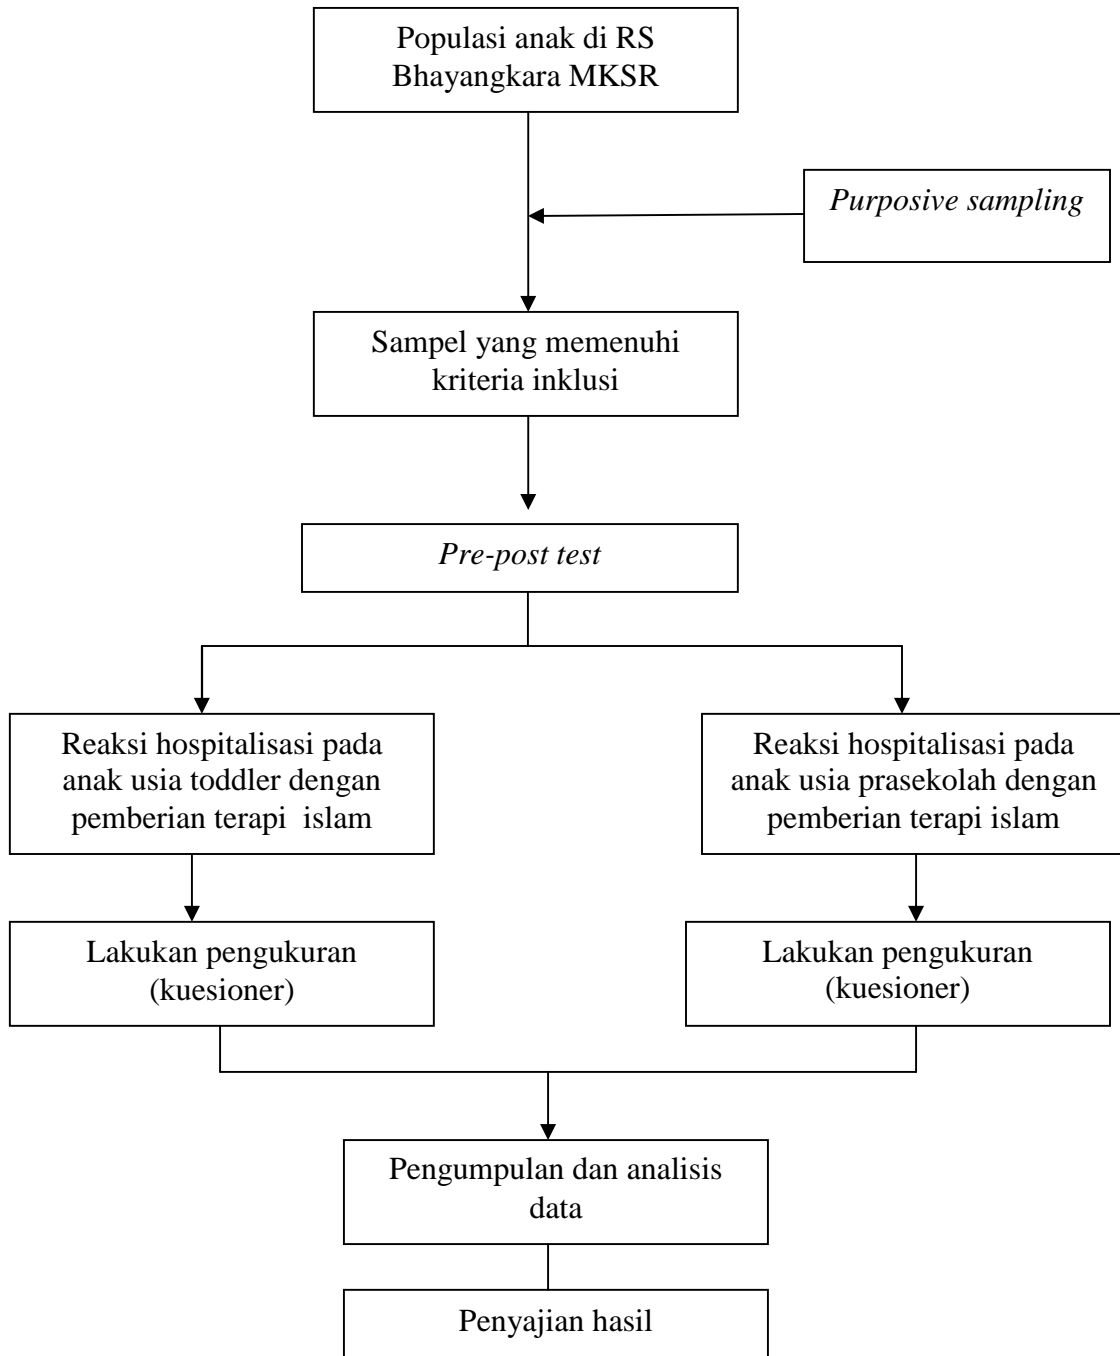 Populasi anak di RS
Bhayangkara MKSR
Purposive sampling
Sampel yang memenuhi
kriteria inklusi
Pre-post test
Reaksi hospitalisasi pada
anak usia toddler dengan
pemberian terapi  islam
Reaksi hospitalisasi pada
anak usia prasekolah dengan
pemberian terapi islam
Lakukan pengukuran
(kuesioner)
Lakukan pengukuran
(kuesioner)
Pengumpulan dan analisis
data
Penyajian hasil